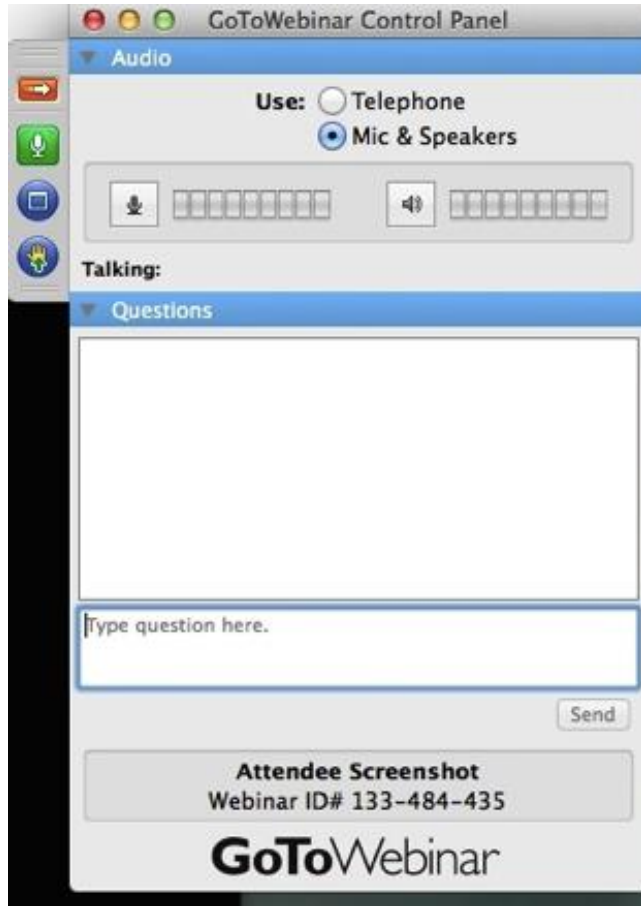 GoToWebinar Control Panel
Audio
Use: Telephone
Mic & Speakers
Talking:
Questions
Type question here.
Send
Attendee Screenshot
Webinar ID# 133-484-435
GoToWebinar